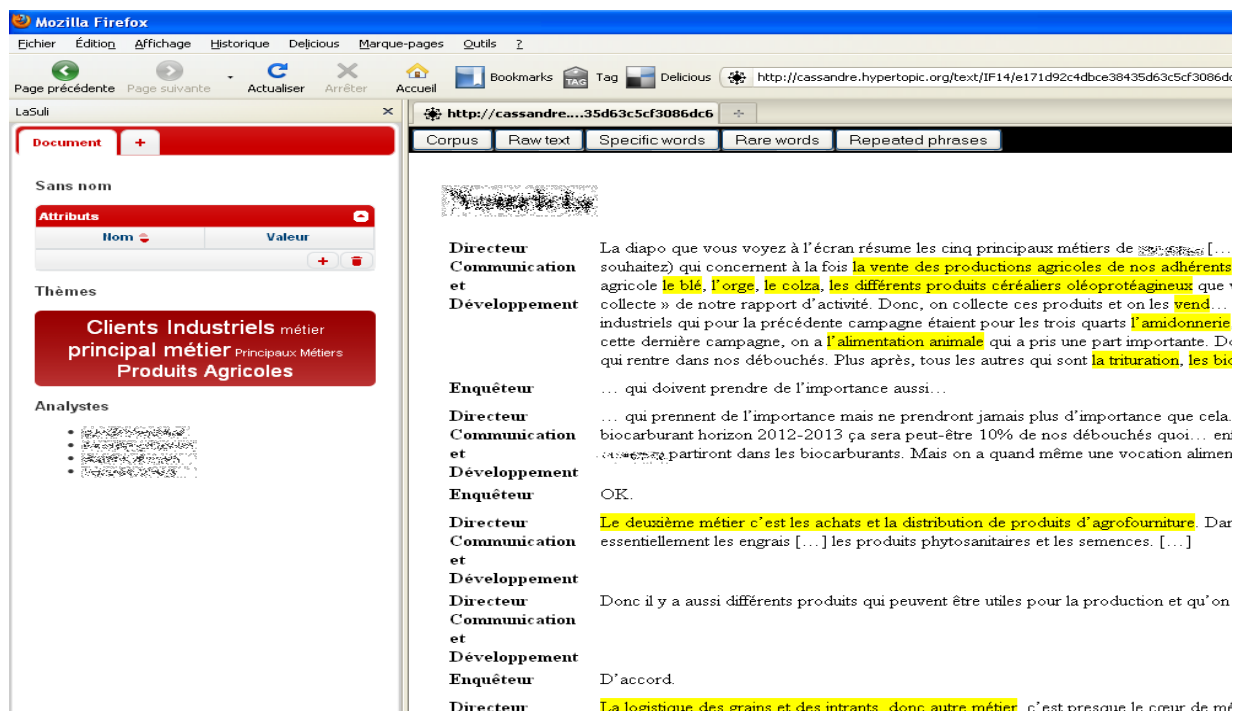 Mozilla Firefox
Eichier Édition Affichage Historique Delicious Marque-pages Outils ?
Page précédente Page suivante Actualiser Arrêter Accueil Bookmarks TAG Tag Delicious http://cassandre.hypertopic.org/text/IF14/e171d92c4dbce38435d63c5cf3086dc
LaSuli
http://cassandre....35d63c5cf3086dc6
Document +
Corpus Raw text Specific words Rare words Repeated phrases
Sans nom
Attributs
Nom Valeur
Thèmes
Clients Industriels métier
principal métier Principaux Métiers
Produits Agricoles
Analystes
Directeur Communication et Développement
La diapo que vous voyez à l'écran résume les cinq principaux métiers de [...
souhaitez) qui concernent à la fois la vente des productions agricoles de nos adhérents
agricole le blé, l'orge, le colza, les différents produits céréaliers oléoprotéagineux que
collecte » de notre rapport d'activité. Donc, on collecte ces produits et on les vend...
industriels qui pour la précédente campagne étaient pour les trois quarts l'amidonnerie
cette dernière campagne, on a l'alimentation animale qui a pris une part importante.
qui rentre dans nos débouchés. Plus après, tous les autres qui sont la trituration, les
Enquêteur
... qui doivent prendre de l'importance aussi...
Directeur Communication et Développement
... qui prennent de l'importance mais ne prendront jamais plus d'importance que cela.
biocarburant horizon 2012-2013 ça sera peut-être 10% de nos débouchés quoi...
partiront dans les biocarburants. Mais on a quand même une vocation
Enquêteur
OK.
Directeur Communication et Développement
Le deuxième métier c'est les achats et la distribution de produits d'agrofourniture.
essentiellement les engrais [...] les produits phytosanitaires et les semences. [...]
Directeur Communication et Développement
Donc il y a aussi différents produits qui peuvent être utiles pour la production et qu'on
Enquêteur
D'accord.
Directeur
La logistique des grains et des intrants, donc autre métier, c'est presque le cœur de